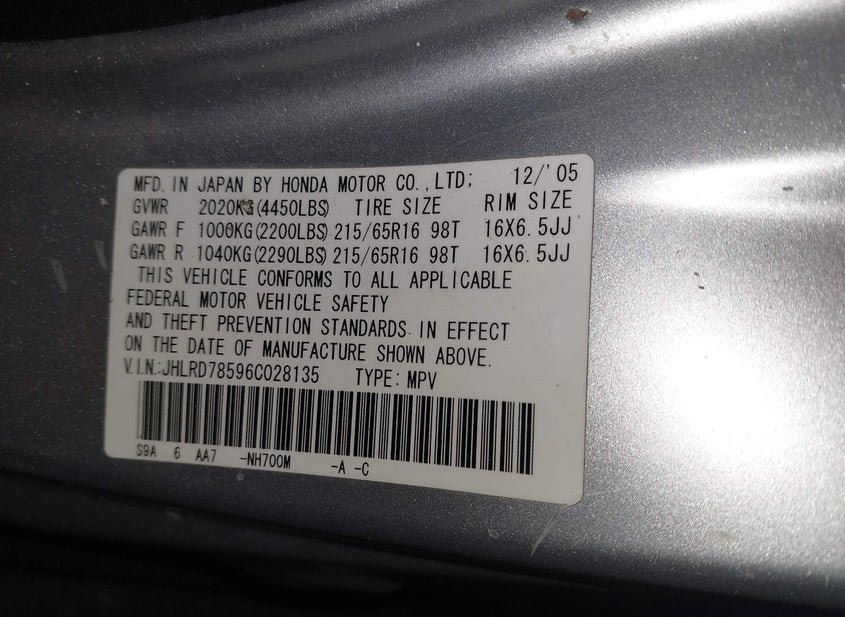 MFD. IN JAPAN BY HONDA MOTOR CO.,LTD; 12/'05
GVWR 2020KG(4450LBS) TIRE SIZE RIM SIZE
GAWR F 1000KG(2200LBS) 215/65R16 98T 16X6.5JJ
GAWR R 1040KG(2290LBS) 215/65R16 98T 16X6.5JJ
THIS VEHICLE CONFORMS TO ALL APPLICABLE
FEDERAL MOTOR VEHICLE SAFETY
AND THEFT PREVENTION STANDARDS IN EFFECT
ON THE DATE OF MANUFACTURE SHOWN ABOVE.
V.I.N.:JHLRD78596C028135 TYPE: MPV
S9A 6 AA7 -NH700M -A -C